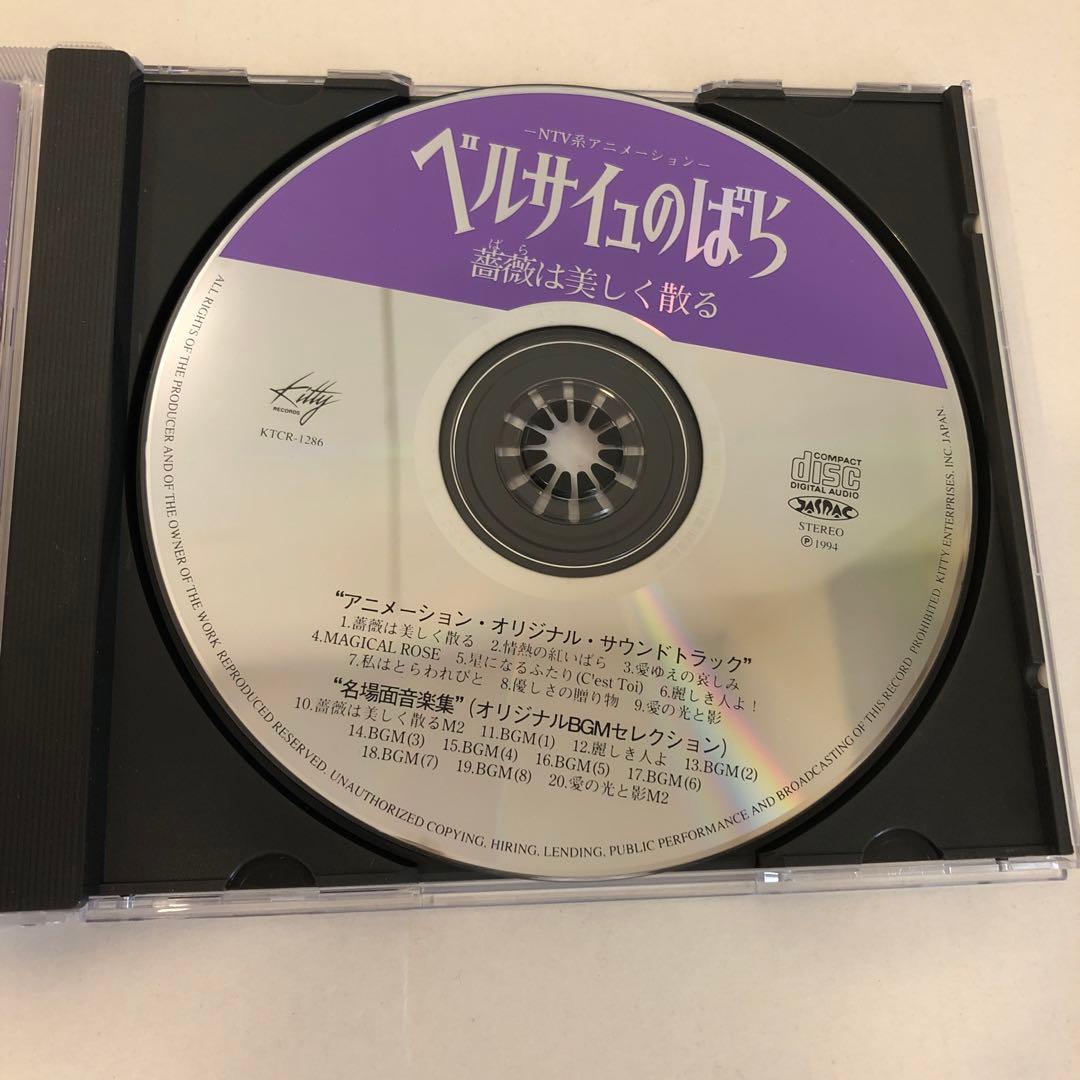 －NTV系アニメーション－
ベルサイユのばら
ばら
薔薇は美しく散る
Kitty
RECORDS
KTCR-1286
COMPACT
disc
DIGITAL AUDIO
JASRAC
STEREO
Ⓟ1994
“アニメーション・オリジナル・サウンドトラック”
1.薔薇は美しく散る 2.情熱の紅いばら 3.愛ゆえの哀しみ
4.MAGICAL ROSE 5.星になるふたり(C'est Toi) 6.麗しき人よ!
7.私はとらわれびと 8.優しさの贈り物 9.愛の光と影
“名場面音楽集”(オリジナルBGMセレクション)
10.薔薇は美しく散るM2 11.BGM(1) 12.麗しき人よ 13.BGM(2)
14.BGM(3) 15.BGM(4) 16.BGM(5) 17.BGM(6)
18.BGM(7) 19.BGM(8) 20.愛の光と影M2
ALL RIGHTS OF THE PRODUCER AND OF THE OWNER OF THE WORK REPRODUCED RESERVED. UNAUTHORIZED COPYING, HIRING, LENDING, PUBLIC PERFORMANCE AND BROADCASTING OF THIS RECORD PROHIBITED. KITTY ENTERPRISES, INC. JAPAN.